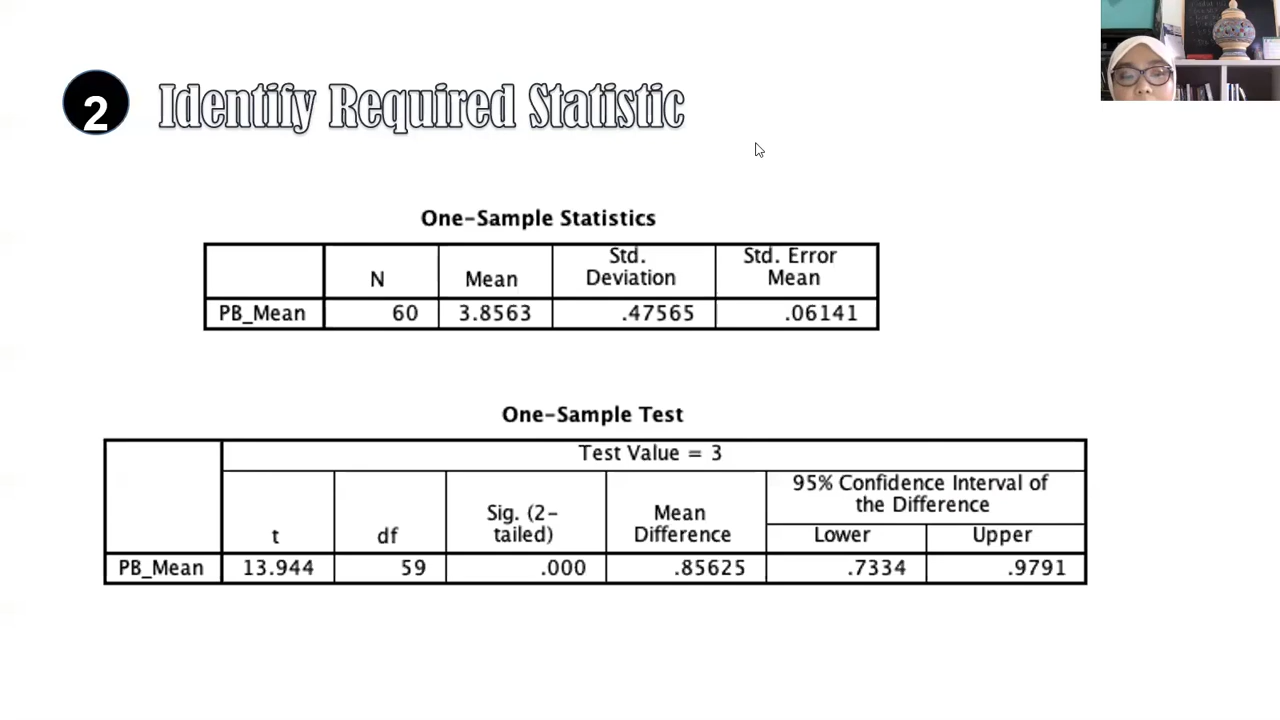 2 Identify Required Statistic
One-Sample Statistics
N Mean Std. Deviation Std. Error Mean
PB_Mean 60 3.8563 .47565 .06141
One-Sample Test
Test Value = 3
t df Sig. (2-tailed) Mean Difference 95% Confidence Interval of the Difference
Lower Upper
PB_Mean 13.944 59 .000 .85625 .7334 .9791